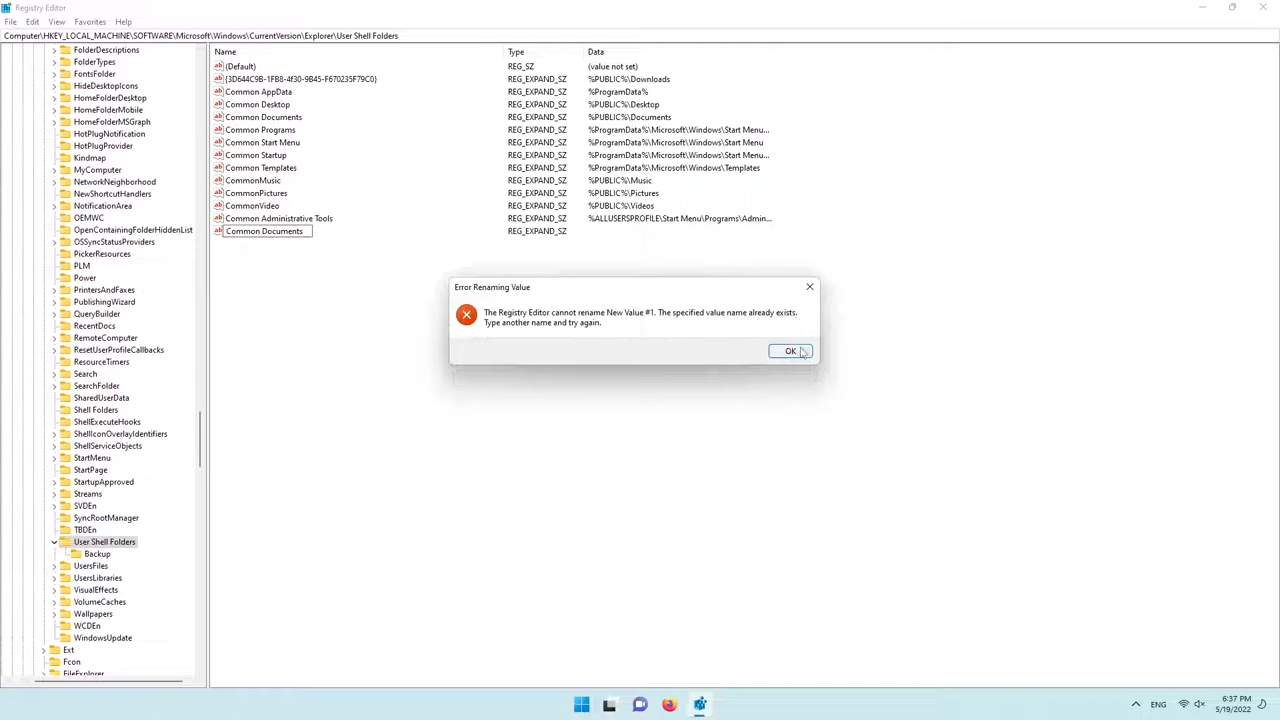 Registry Editor
File Edit View Favorites Help
Computer\HKEY_LOCAL_MACHINE\SOFTWARE\Microsoft\Windows\CurrentVersion\Explorer\User Shell Folders
FolderDescriptions
FolderTypes
FontsFolder
HideDesktopIcons
HomeFolderDesktop
HomeFolderMobile
HomeFolderMSGraph
HotPlugNotification
HotPlugProvider
Kindmap
MyComputer
NetworkNeighborhood
NewShortcutHandlers
NotificationArea
OEMWC
OpenContainingFolderHiddenList
OSSyncStatusProviders
PickerResources
PLM
Power
PrintersAndFaxes
PublishingWizard
QueryBuilder
RecentDocs
RemoteComputer
ResetUserProfileCallbacks
ResourceTimers
Search
SearchFolder
SharedUserData
Shell Folders
ShellExecuteHooks
ShellIconOverlayIdentifiers
ShellServiceObjects
StartMenu
StartPage
StartupApproved
Streams
SVDEn
SyncRootManager
TBDEn
User Shell Folders
Backup
UsersFiles
UsersLibraries
VisualEffects
VolumeCaches
Wallpapers
WCDEn
WindowsUpdate
Ext
Fcon
FileExplorer
Name Type Data
(Default) REG_SZ (value not set)
{3D644C9B-1FB8-4f30-9B45-F670235F79C0} REG_EXPAND_SZ %PUBLIC%\Downloads
Common AppData REG_EXPAND_SZ %ProgramData%
Common Desktop REG_EXPAND_SZ %PUBLIC%\Desktop
Common Documents REG_EXPAND_SZ %PUBLIC%\Documents
Common Programs REG_EXPAND_SZ %ProgramData%\Microsoft\Windows\Start Menu...
Common Start Menu REG_EXPAND_SZ %ProgramData%\Microsoft\Windows\Start Menu
Common Startup REG_EXPAND_SZ %ProgramData%\Microsoft\Windows\Start Menu...
Common Templates REG_EXPAND_SZ %ProgramData%\Microsoft\Windows\Templates
CommonMusic REG_EXPAND_SZ %PUBLIC%\Music
CommonPictures REG_EXPAND_SZ %PUBLIC%\Pictures
CommonVideo REG_EXPAND_SZ %PUBLIC%\Videos
Common Administrative Tools REG_EXPAND_SZ %ALLUSERSPROFILE\Start Menu\Programs\Admin...
Common Documents REG_EXPAND_SZ
Error Renaming Value
The Registry Editor cannot rename New Value #1. The specified value name already exists.
Type another name and try again.
OK
ENG
6:37 PM
5/19/2022